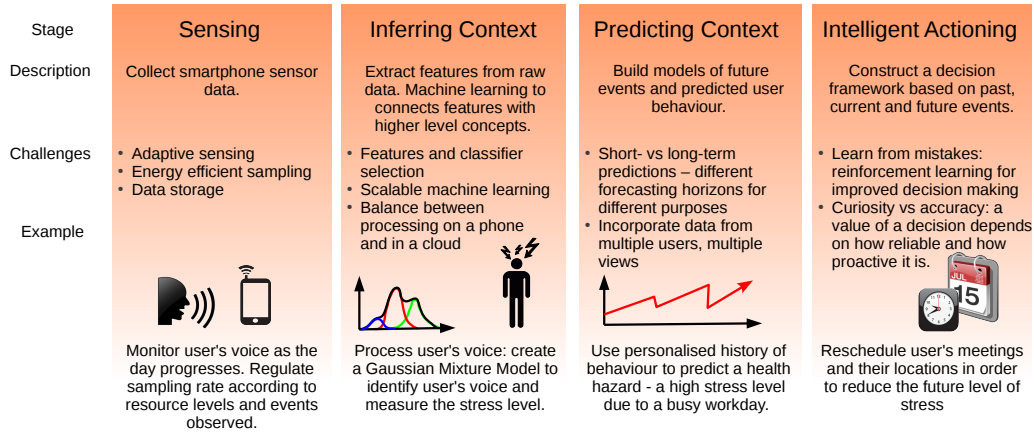 Stage
Sensing
Inferring Context
Predicting Context
Intelligent Actioning
Description
Collect smartphone sensor
data.
Extract features from raw
data. Machine learning to
connects features with
higher level concepts.
Build models of future
events and predicted user
behaviour.
Construct a decision
framework based on past,
current and future events.
Challenges
• Adaptive sensing
• Energy efficient sampling
• Data storage
• Features and classifier
selection
• Scalable machine learning
• Balance between
processing on a phone
and in a cloud
• Short- vs long-term
predictions – different
forecasting horizons for
different purposes
• Incorporate data from
multiple users, multiple
views
• Learn from mistakes:
reinforcement learning for
improved decision making
• Curiosity vs accuracy: a
value of a decision depends
on how reliable and how
proactive it is.
Example
JUL
15
Monitor user's voice as the
day progresses. Regulate
sampling rate according to
resource levels and events
observed.
Process user's voice: create
a Gaussian Mixture Model to
identify user's voice and
measure the stress level.
Use personalised history of
behaviour to predict a health
hazard - a high stress level
due to a busy workday.
Reschedule user's meetings
and their locations in order
to reduce the future level of
stress